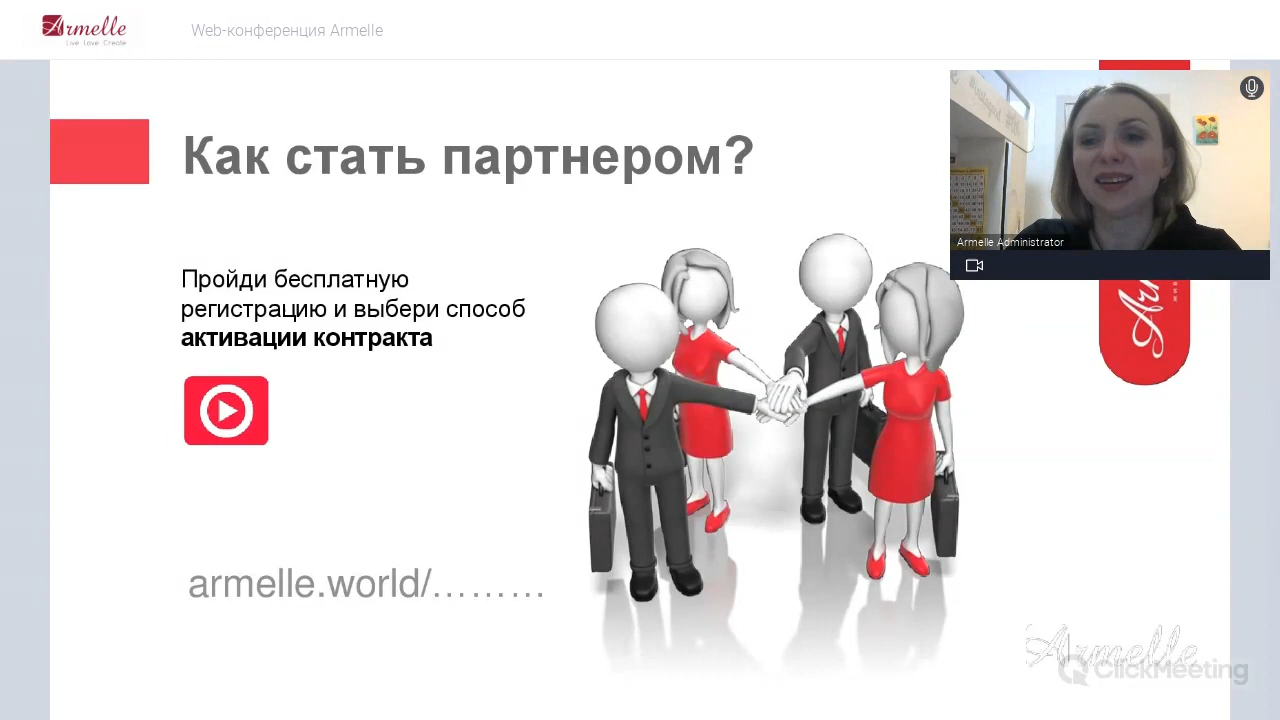 Armelle
Live Love Create
Web-конференция Armelle
Как стать партнером?
Armelle Administrator
Пройди бесплатную
регистрацию и выбери способ
активации контракта
armelle.world/.........
Armelle
ClickMeeting